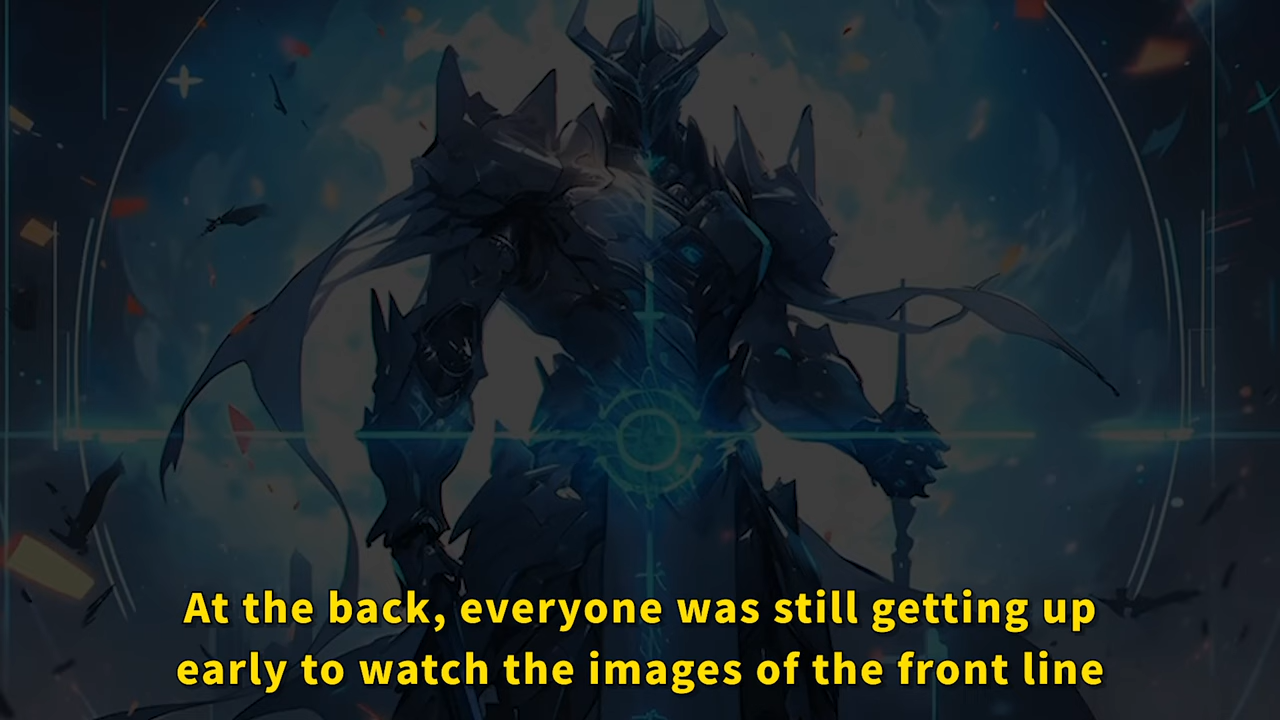 At the back, everyone was still getting up
early to watch the images of the front line